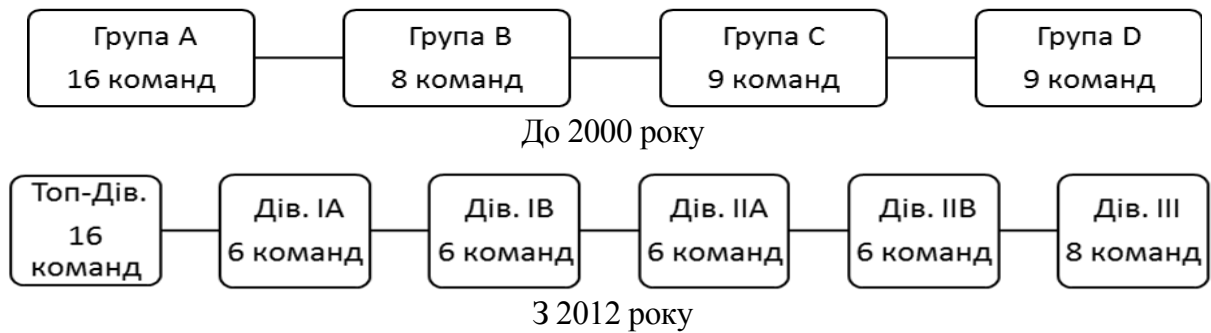 Група A
16 команд
Група B
8 команд
Група C
9 команд
Група D
9 команд
До 2000 року
Топ-Дів.
16
команд
Дів. IA
6 команд
Дів. IB
6 команд
Дів. IIA
6 команд
Дів. IIB
6 команд
Дів. III
8 команд
З 2012 року